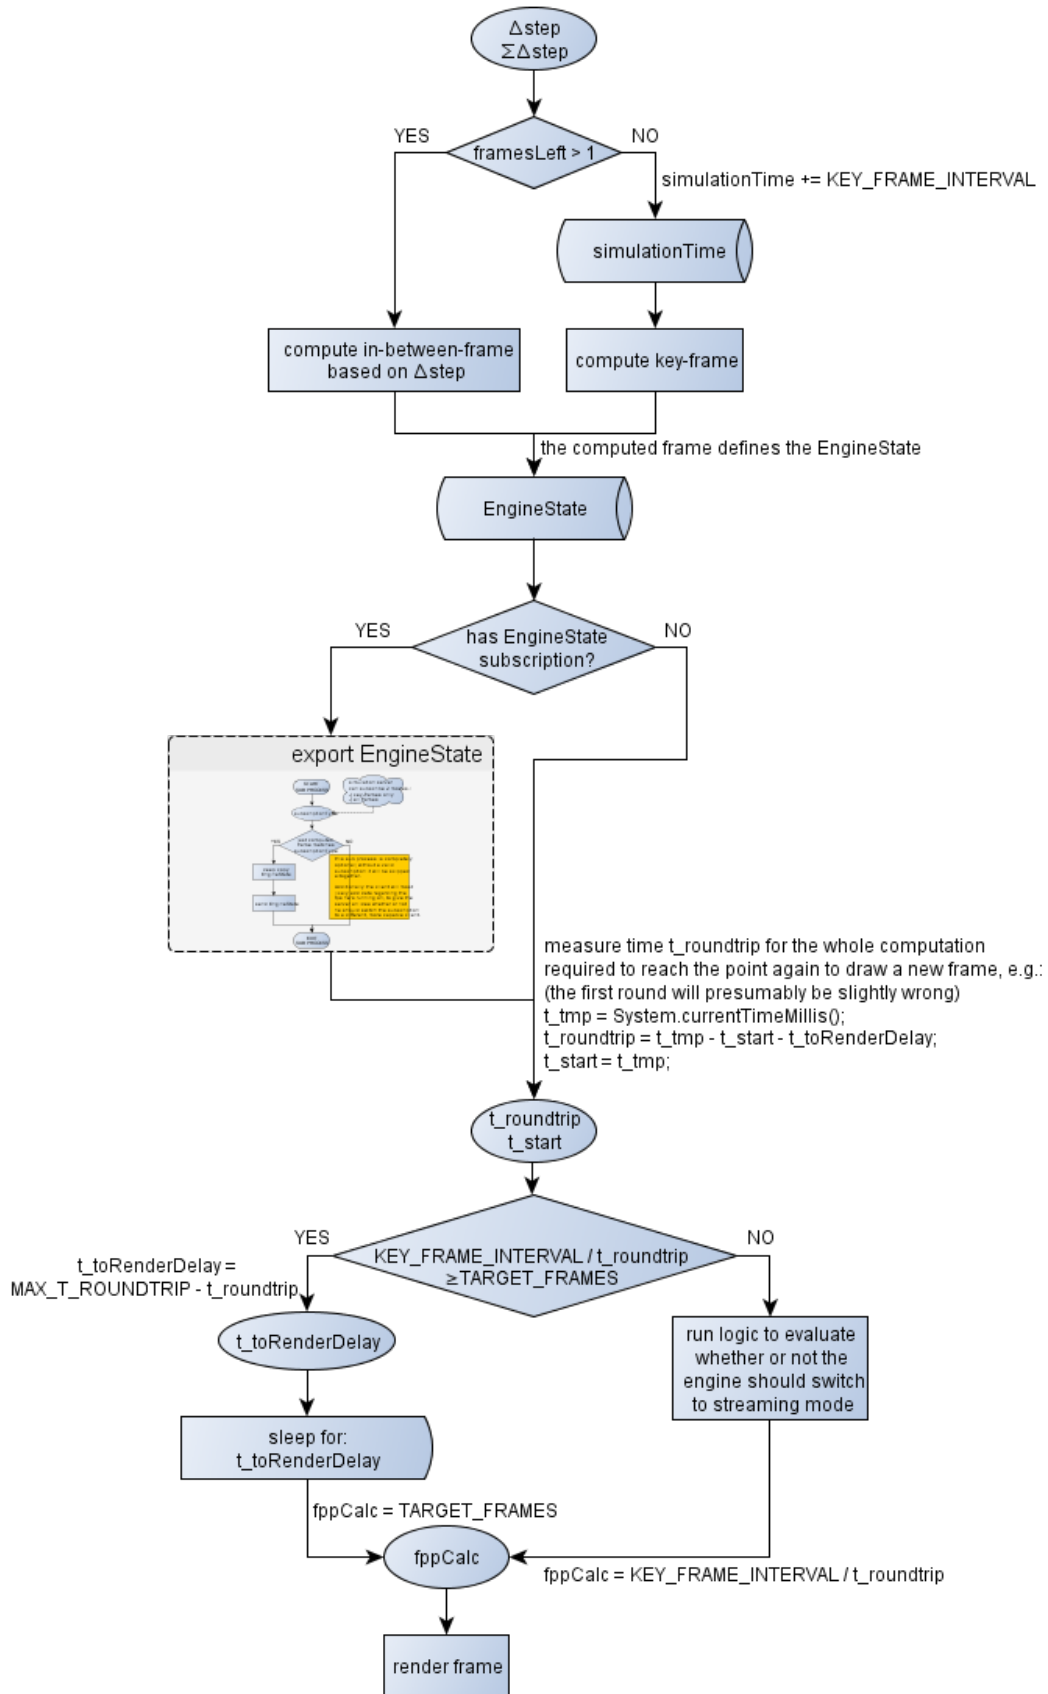 Δstep
ΣΔstep
YES
NO
framesLeft > 1
simulationTime += KEY_FRAME_INTERVAL
simulationTime
compute in-between-frame
based on Δstep
compute key-frame
the computed frame defines the EngineState
EngineState
YES
NO
has EngineState
subscription?
export EngineState
measure time t_roundtrip for the whole computation
required to reach the point again to draw a new frame, e.g.:
(the first round will presumably be slightly wrong)
t_tmp = System.currentTimeMillis();
t_roundtrip = t_tmp - t_start - t_toRenderDelay;
t_start = t_tmp;
t_roundtrip
t_start
YES
NO
KEY_FRAME_INTERVAL / t_roundtrip
≥TARGET_FRAMES
t_toRenderDelay =
MAX_T_ROUNDTRIP - t_roundtrip
t_toRenderDelay
run logic to evaluate
whether or not the
engine should switch
to streaming mode
sleep for:
t_toRenderDelay
fppCalc = TARGET_FRAMES
fppCalc
fppCalc = KEY_FRAME_INTERVAL / t_roundtrip
render frame